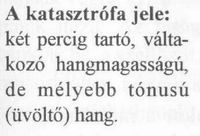 A katasztrófa jele:
két percig tartó, válta-
kozó hangmagasságú,
de mélyebb tónusú
(üvöltő) hang.